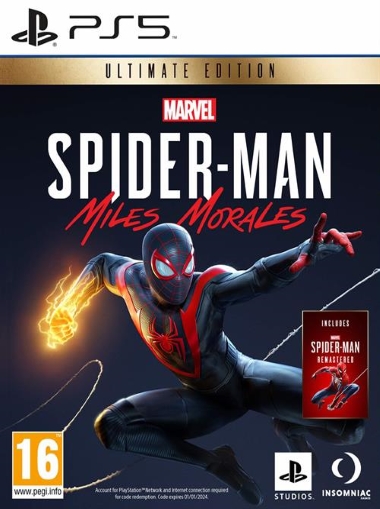 PS5
ULTIMATE EDITION
MARVEL
SPIDER-MAN
MILES MORALES
INCLUDES
MARVEL
SPIDER-MAN
REMASTERED
16
www.pegi.info
Account for PlayStation™Network and internet connection required
for code redemption. Code expires 01/01/2024.
STUDIOS.
INSOMNIAC
GAMES